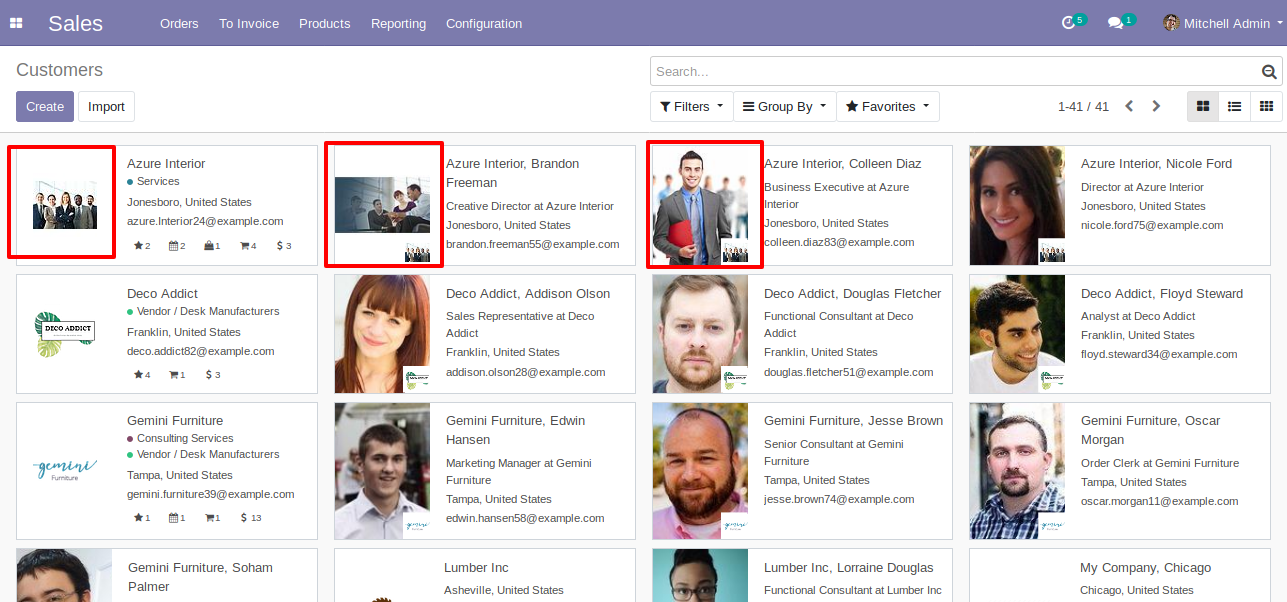 Sales
Orders
To Invoice
Products
Reporting
Configuration
5
1
Mitchell Admin
Customers
Search...
Create
Import
Filters
Group By
Favorites
1-41 / 41
Azure Interior
Services
Jonesboro, United States
azure.Interior24@example.com
2 2 1 4 $ 3
Azure Interior, Brandon
Freeman
Creative Director at Azure Interior
Jonesboro, United States
brandon.freeman55@example.com
Azure Interior, Colleen Diaz
Business Executive at Azure
Interior
Jonesboro, United States
colleen.diaz83@example.com
Azure Interior, Nicole Ford
Director at Azure Interior
Jonesboro, United States
nicole.ford75@example.com
DECO ADDICT
Deco Addict
Vendor / Desk Manufacturers
Franklin, United States
deco.addict82@example.com
4 1 $ 3
Deco Addict, Addison Olson
Sales Representative at Deco
Addict
Franklin, United States
addison.olson28@example.com
Deco Addict, Douglas Fletcher
Functional Consultant at Deco
Addict
Franklin, United States
douglas.fletcher51@example.com
Deco Addict, Floyd Steward
Analyst at Deco Addict
Franklin, United States
floyd.steward34@example.com
gemini
Furniture
Gemini Furniture
Consulting Services
Vendor / Desk Manufacturers
Tampa, United States
gemini.furniture39@example.com
1 1 1 $ 13
Gemini Furniture, Edwin
Hansen
Marketing Manager at Gemini
Furniture
Tampa, United States
edwin.hansen58@example.com
gemini
Gemini Furniture, Jesse Brown
Senior Consultant at Gemini
Furniture
Tampa, United States
jesse.brown74@example.com
gemini
Gemini Furniture, Oscar
Morgan
Order Clerk at Gemini Furniture
Tampa, United States
oscar.morgan11@example.com
gemini
Gemini Furniture, Soham
Palmer
Lumber Inc
Asheville, United States
Lumber Inc, Lorraine Douglas
Functional Consultant at Lumber Inc
My Company, Chicago
Chicago, United States